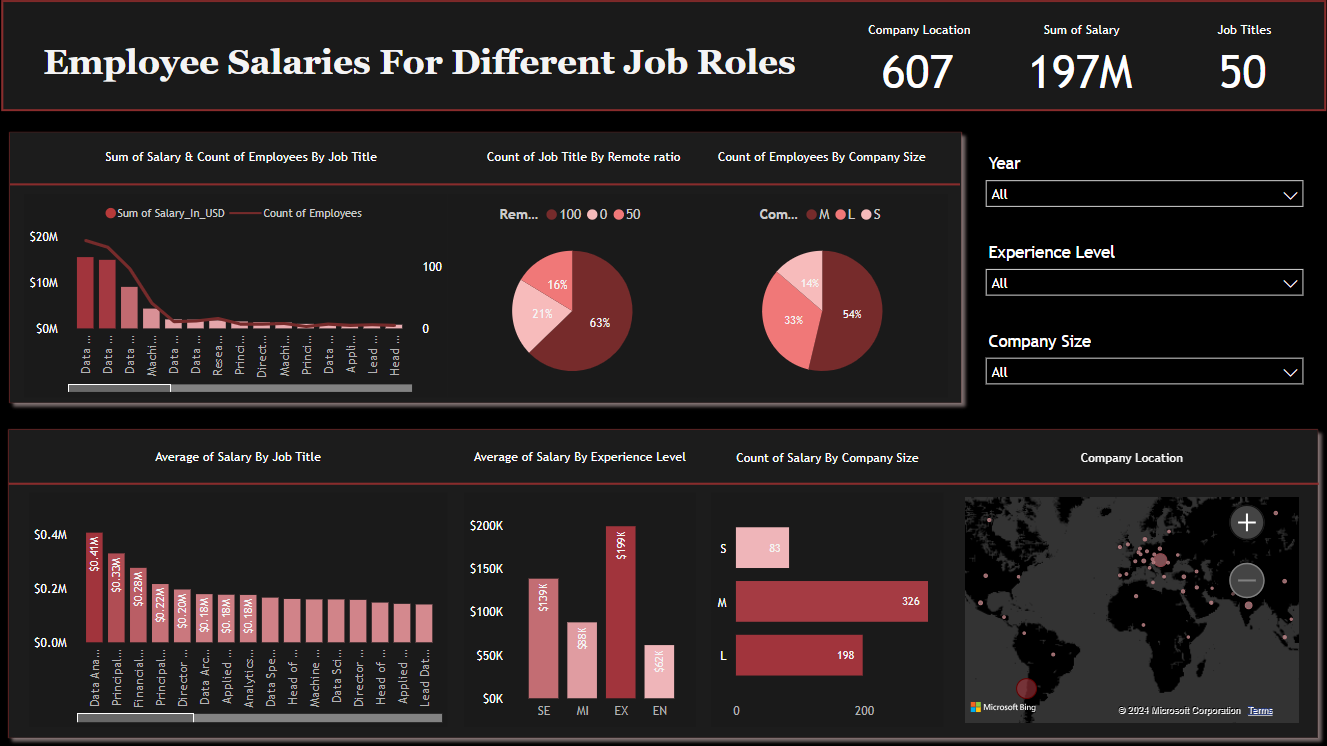 Employee Salaries For Different Job Roles
Company Location
607
Sum of Salary
197M
Job Titles
50
Sum of Salary & Count of Employees By Job Title
Sum of Salary_In_USD
Count of Employees
$20M
$10M
$0M
100
0
Data ...
Data ...
Data ...
Machi...
Data ...
Data ...
Resea...
Princi...
Direct...
Machi...
Princi...
Data ...
Appli...
Lead ...
Head ...
Count of Job Title By Remote ratio
Rem... 100 0 50
16%
21%
63%
Count of Employees By Company Size
Com... M L S
14%
33%
54%
Year
All
Experience Level
All
Company Size
All
Average of Salary By Job Title
$0.4M
$0.2M
$0.0M
$0.41M
$0.33M
$0.28M
$0.22M
$0.20M
$0.18M
$0.18M
$0.18M
Data Ana...
Principal...
Financial...
Principal...
Director ...
Data Arc...
Applied ...
Analytics...
Data Spe...
Head of ...
Machine ...
Data Sci...
Director ...
Head of ...
Applied ...
Lead Dat...
Average of Salary By Experience Level
$200K
$150K
$100K
$50K
$0K
$139K
$88K
$199K
$62K
SE
MI
EX
EN
Count of Salary By Company Size
S
83
M
326
L
198
0
200
Company Location
+
−
Microsoft Bing
© 2024 Microsoft Corporation Terms